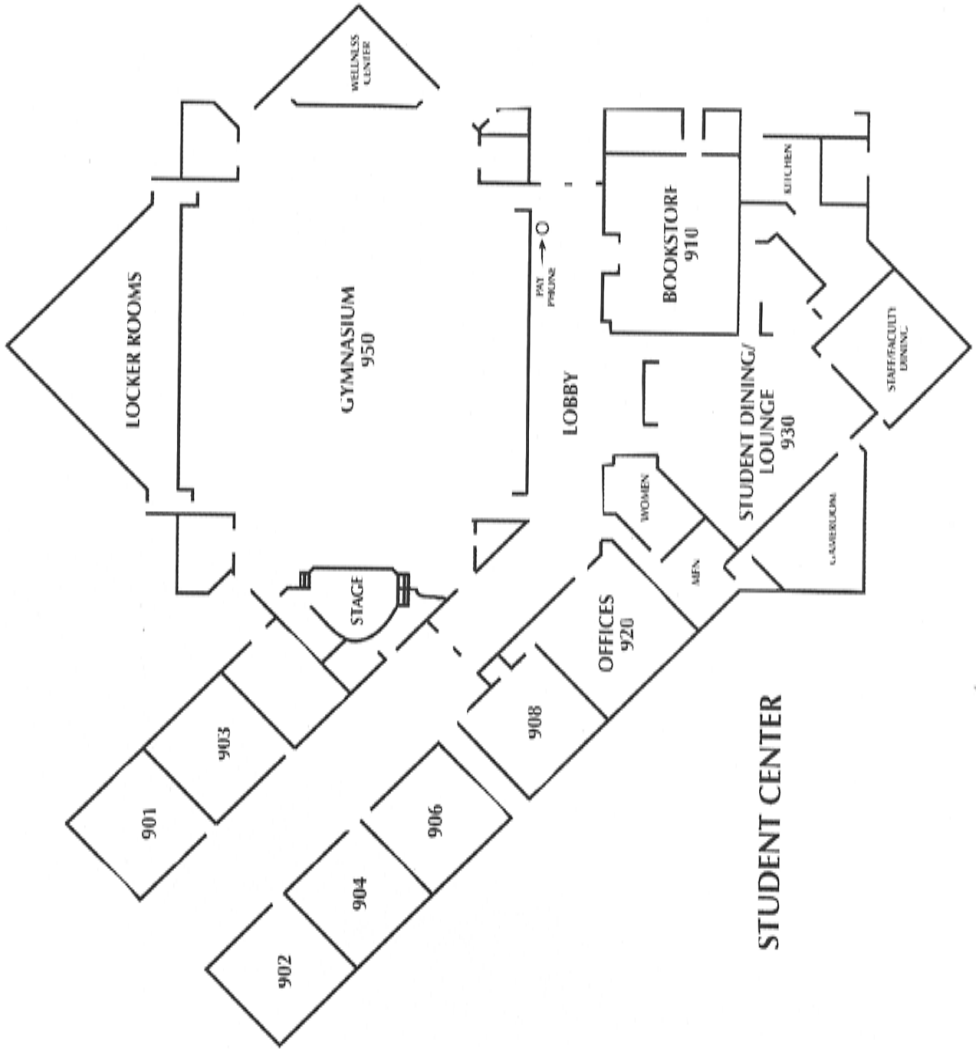 WELLNESS
CENTER
LOCKER ROOMS
GYMNASIUM
950
PAY
PHONE
BOOKSTORE
910
KITCHEN
LOBBY
STUDENT DINING/
LOUNGE
930
STAFF/FACULTY
DINING
WOMEN
MEN
GAMEROOM
STAGE
OFFICES
920
903
901
908
906
904
902
STUDENT CENTER